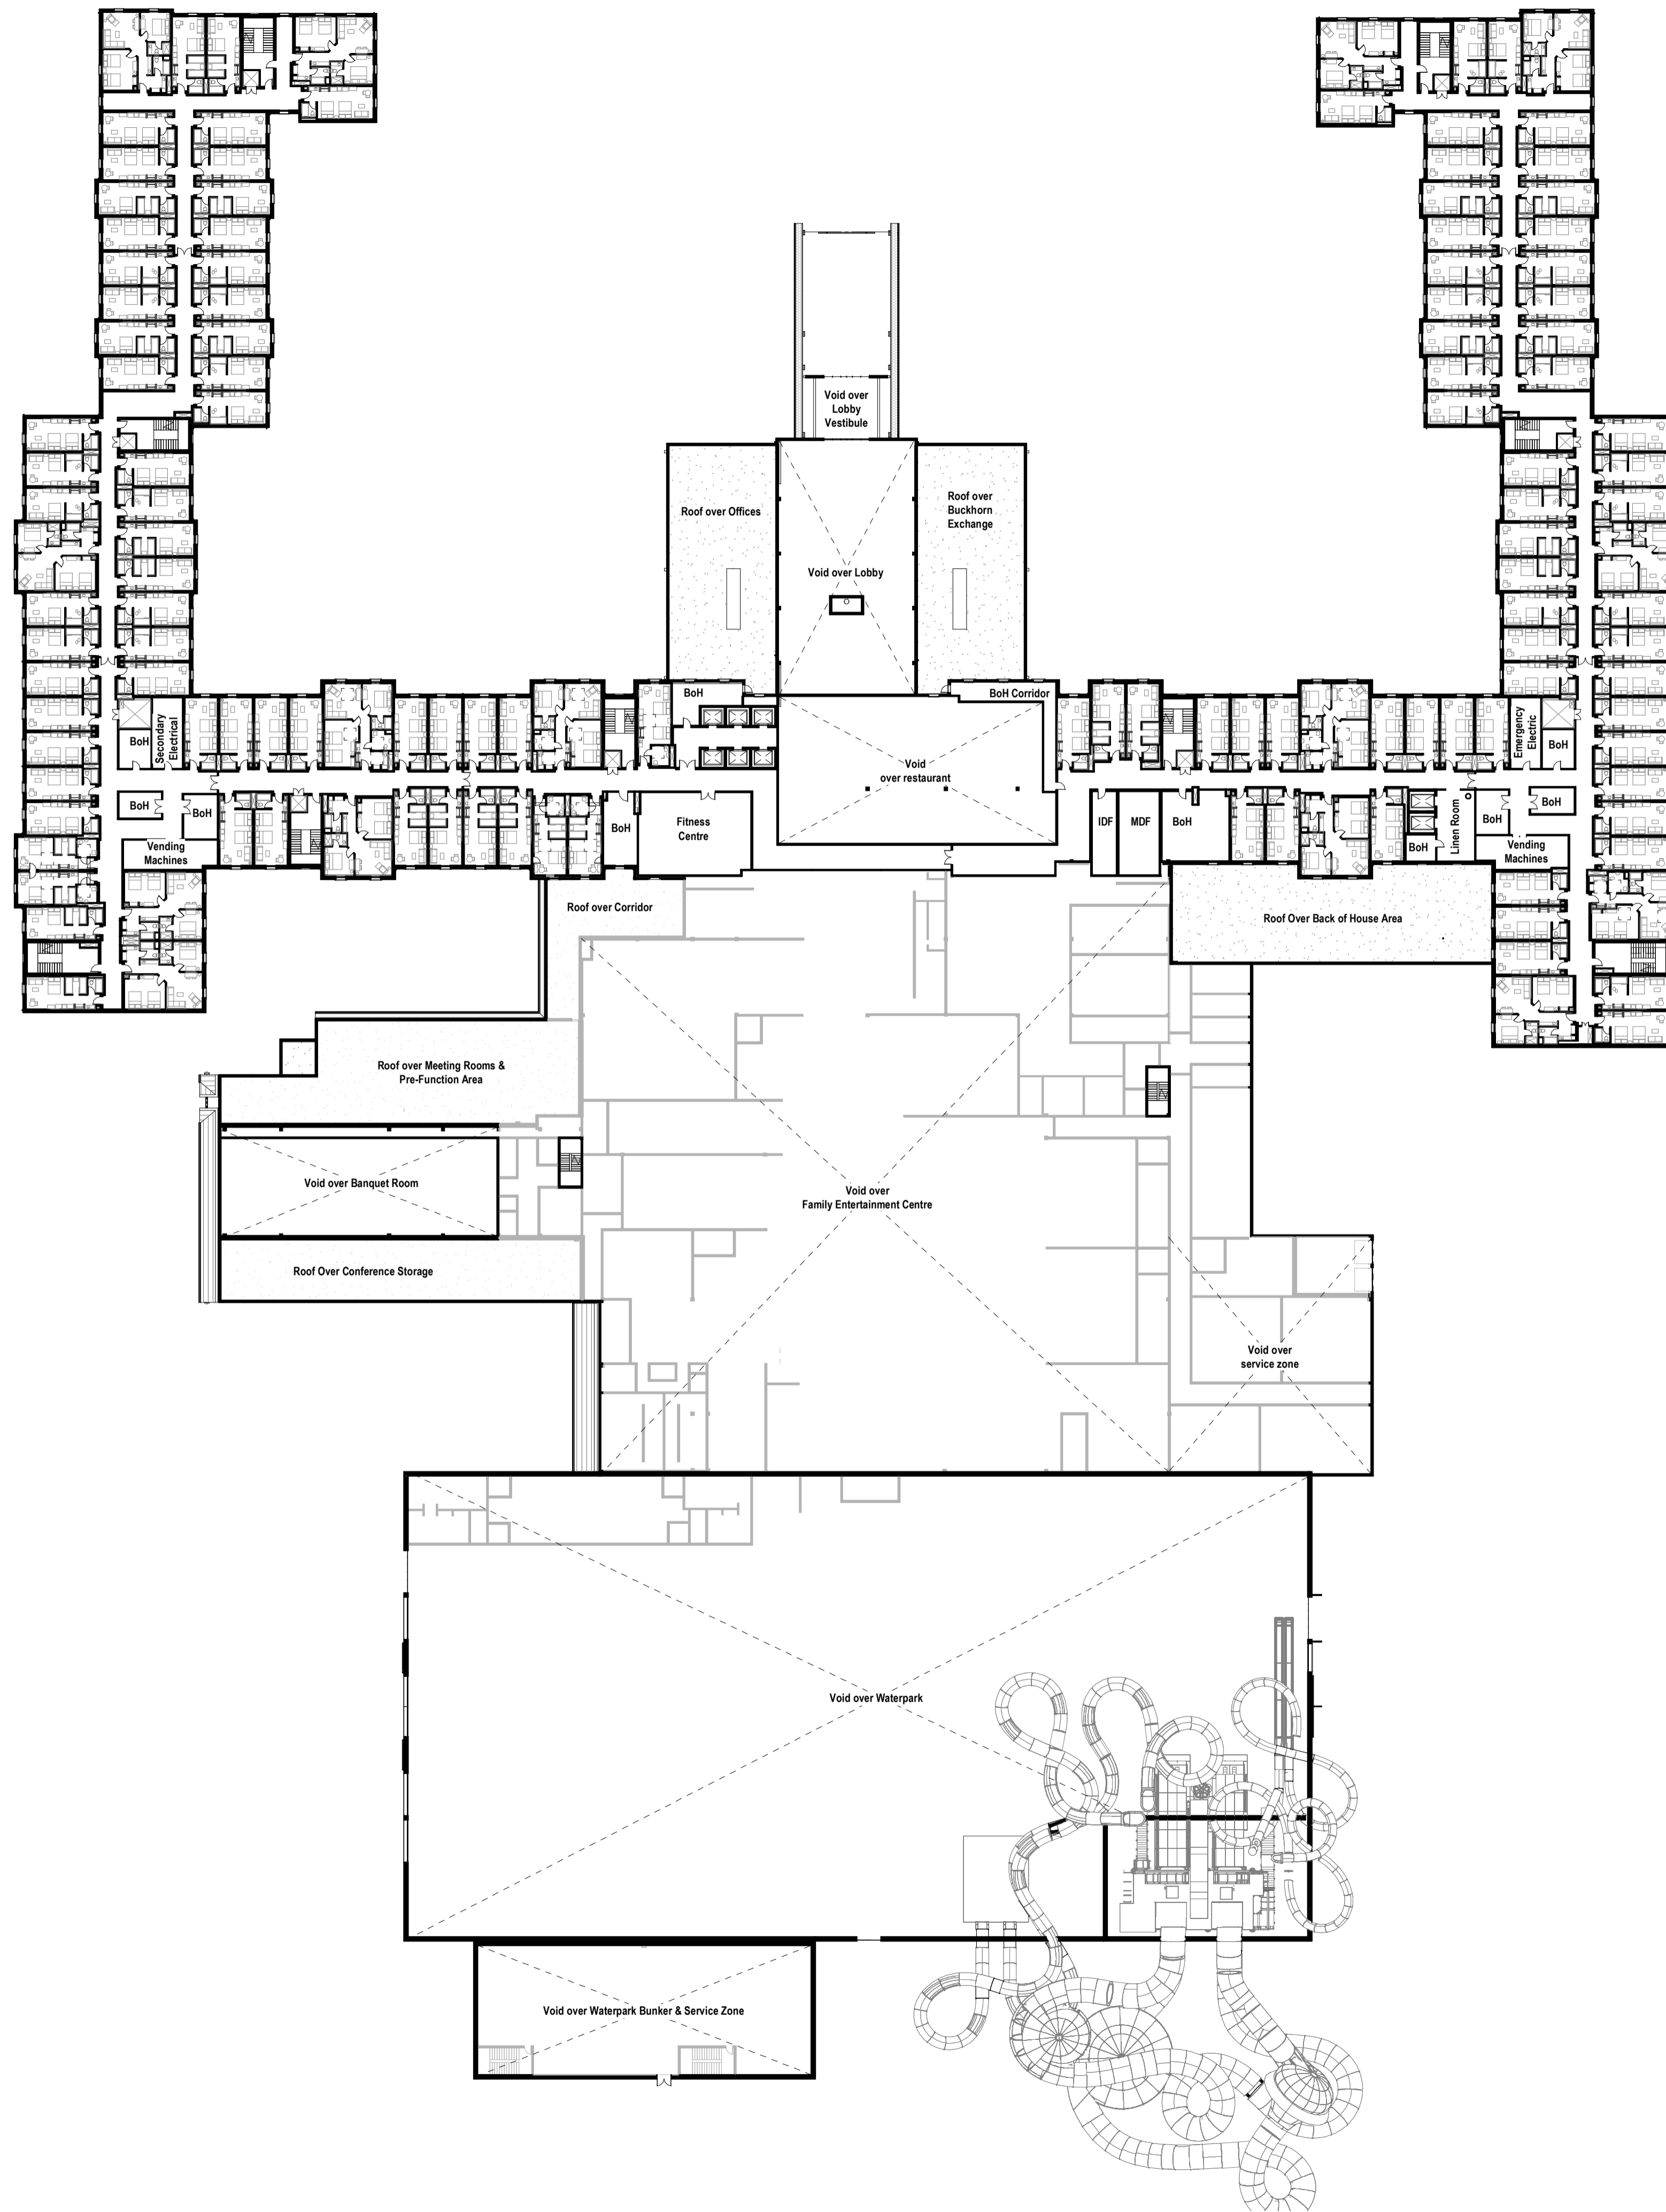 Void over
Lobby
Vestibule
Roof over Offices
Roof over
Buckhorn
Exchange
Void over Lobby
BoH
BoH Corridor
BoH
Secondary
Electrical
Void
over restaurant
Emergency
Electric
BoH
BoH
BoH
Vending
Machines
BoH
Fitness
Centre
IDF
MDF
BoH
BoH
Linen Room
BoH
BoH
Vending
Machines
Roof over Corridor
Roof Over Back of House Area
Roof over Meeting Rooms &
Pre-Function Area
Void over Banquet Room
Void over
Family Entertainment Centre
Roof Over Conference Storage
Void over
service zone
Void over Waterpark
Void over Waterpark Bunker & Service Zone